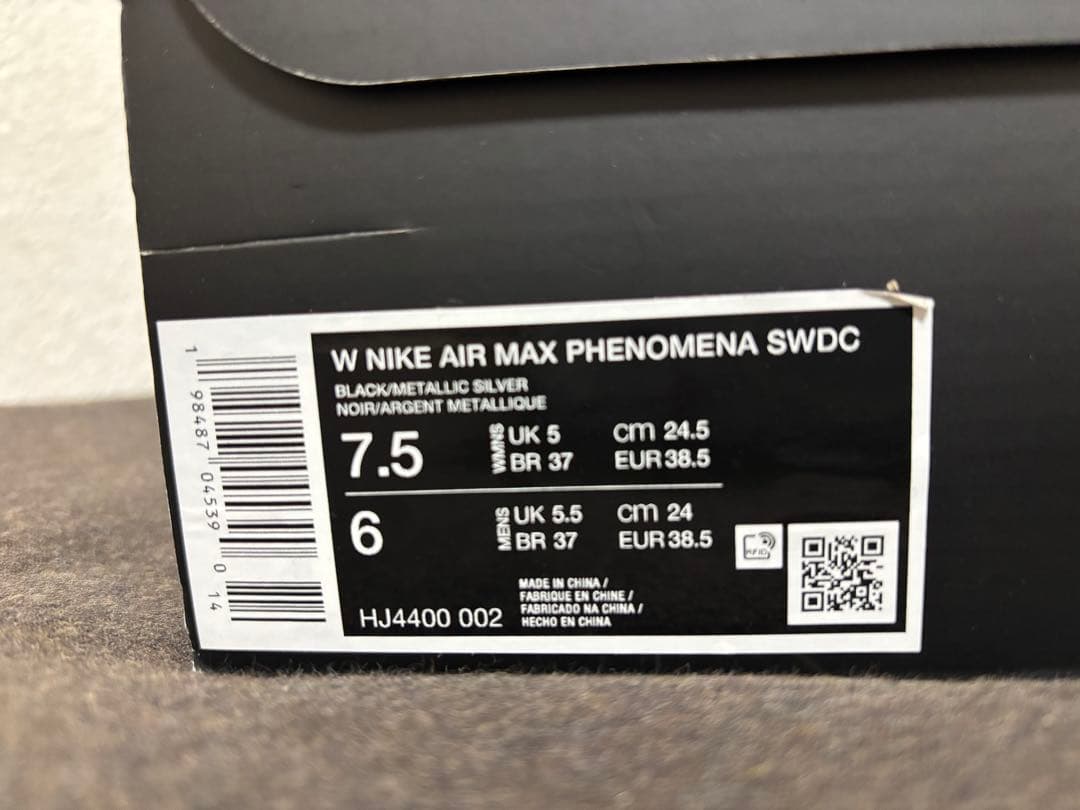 W NIKE AIR MAX PHENOMENA SWDC
BLACK/METALLIC SILVER
NOIR/ARGENT METALLIQUE
7.5 WMNS UK 5 cm 24.5
BR 37 EUR 38.5
6 MENS UK 5.5 cm 24
BR 37 EUR 38.5
RFID
MADE IN CHINA /
FABRIQUE EN CHINE /
FABRICADO NA CHINA /
HECHO EN CHINA
HJ4400 002
1 98487 04539 0 14